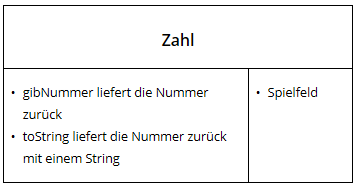 Zahl
• gibNummer liefert die Nummer
zurück
• toString liefert die Nummer zurück
mit einem String
• Spielfeld